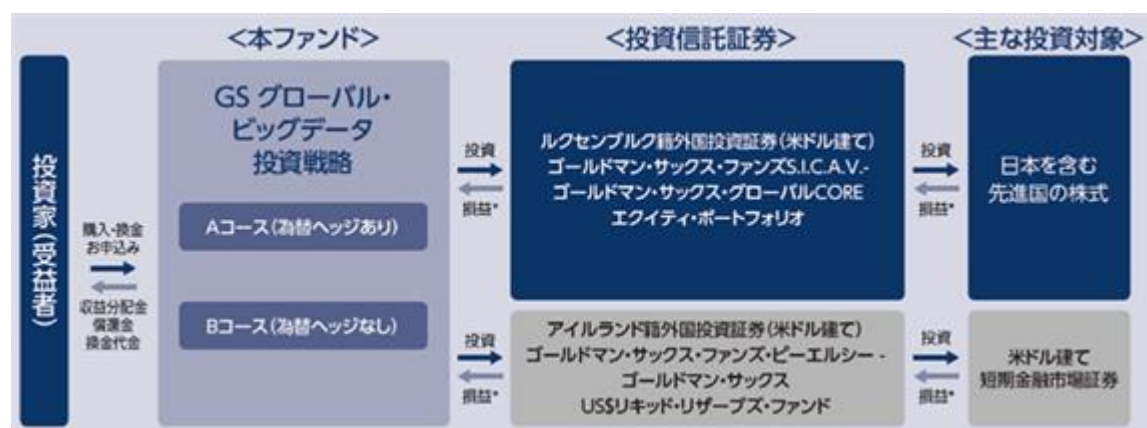 <本ファンド>
<投資信託証券>
<主な投資対象>
投資家(受益者)
購入・換金
お申込み
収益分配金
償還金
換金代金
GS グローバル・
ビッグデータ
投資戦略
Aコース(為替ヘッジあり)
Bコース(為替ヘッジなし)
投資
損益*
ルクセンブルク籍外国投資証券(米ドル建て)
ゴールドマン・サックス・ファンズS.I.C.A.V.-
ゴールドマン・サックス・グローバルCORE
エクイティ・ポートフォリオ
投資
損益*
日本を含む
先進国の株式
投資
損益*
アイルランド籍外国投資証券(米ドル建て)
ゴールドマン・サックス・ファンズ・ピーエルシー -
ゴールドマン・サックス
US$リキッド・リザーブズ・ファンド
投資
損益*
米ドル建て
短期金融市場証券